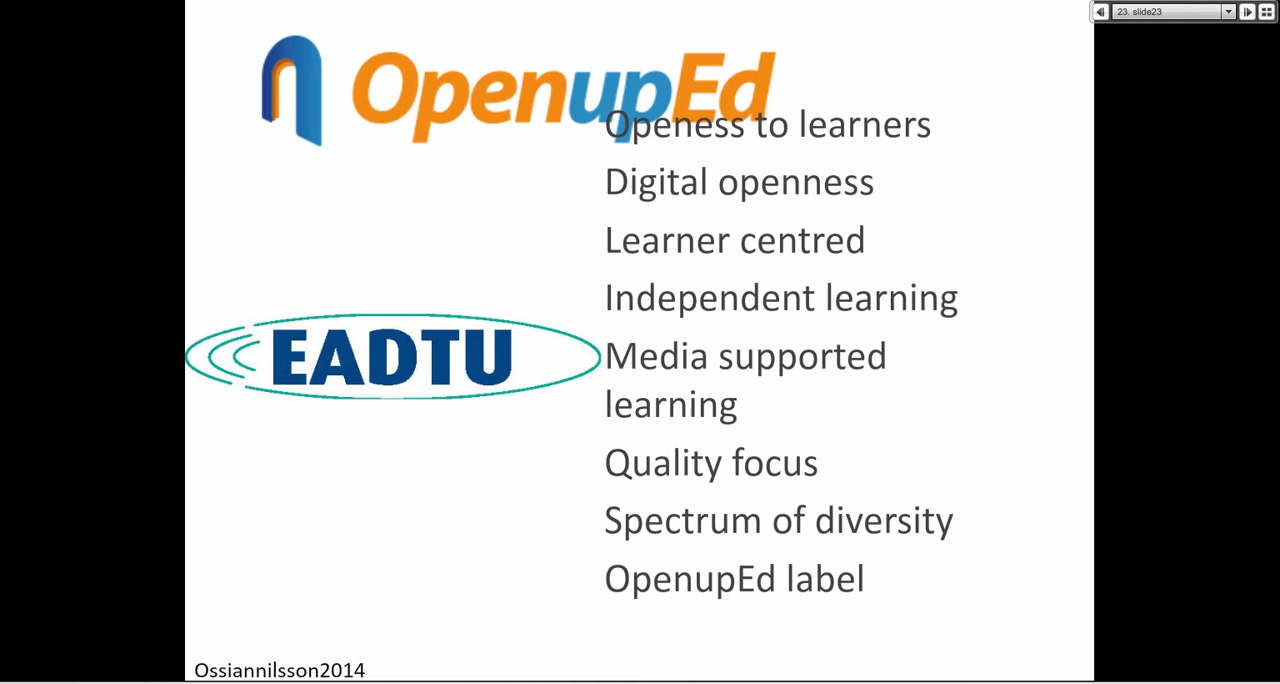 23. slide23
OpenupEd
Openess to learners
Digital openness
Learner centred
Independent learning
EADTU
Media supported
learning
Quality focus
Spectrum of diversity
OpenupEd label
Ossiannilsson2014